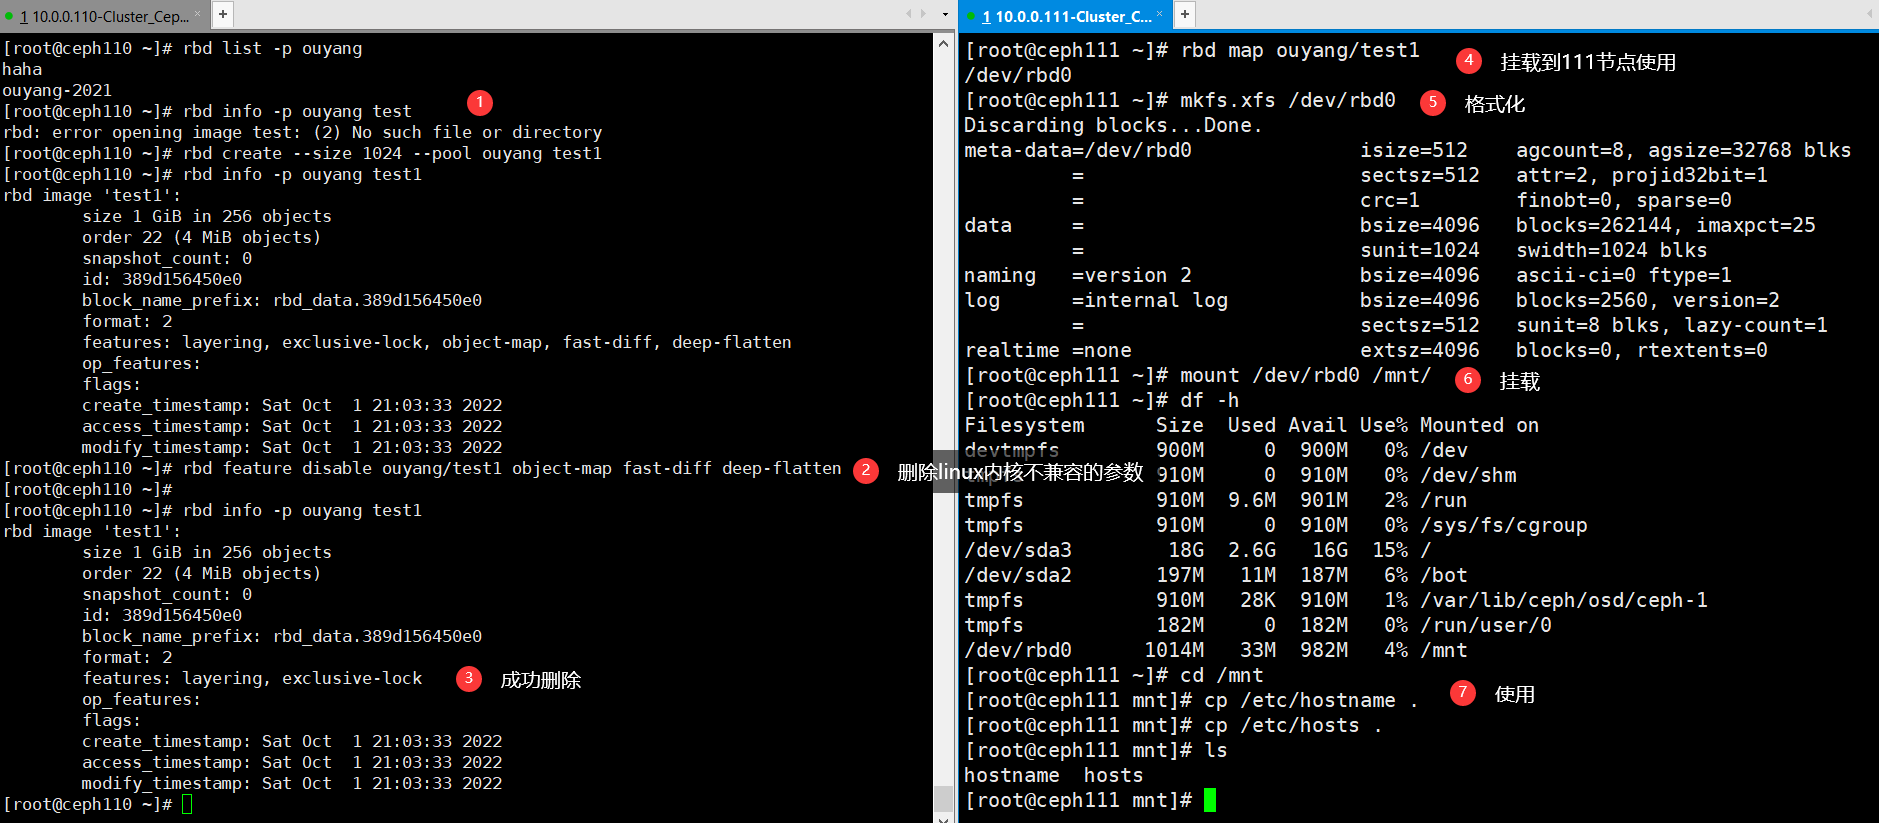 1 10.0.0.110-Cluster_Cep... × +
[root@ceph110 ~]# rbd list -p ouyang
haha
ouyang-2021
[root@ceph110 ~]# rbd info -p ouyang test
1
rbd: error opening image test: (2) No such file or directory
[root@ceph110 ~]# rbd create --size 1024 --pool ouyang test1
[root@ceph110 ~]# rbd info -p ouyang test1
rbd image 'test1':
size 1 GiB in 256 objects
order 22 (4 MiB objects)
snapshot_count: 0
id: 389d156450e0
block_name_prefix: rbd_data.389d156450e0
format: 2
features: layering, exclusive-lock, object-map, fast-diff, deep-flatten
op_features:
flags:
create_timestamp: Sat Oct  1 21:03:33 2022
access_timestamp: Sat Oct  1 21:03:33 2022
modify_timestamp: Sat Oct  1 21:03:33 2022
[root@ceph110 ~]# rbd feature disable ouyang/test1 object-map fast-diff deep-flatten
2 删除linux内核不兼容的参数
[root@ceph110 ~]#
[root@ceph110 ~]# rbd info -p ouyang test1
rbd image 'test1':
size 1 GiB in 256 objects
order 22 (4 MiB objects)
snapshot_count: 0
id: 389d156450e0
block_name_prefix: rbd_data.389d156450e0
format: 2
features: layering, exclusive-lock
3 成功删除
op_features:
flags:
create_timestamp: Sat Oct  1 21:03:33 2022
access_timestamp: Sat Oct  1 21:03:33 2022
modify_timestamp: Sat Oct  1 21:03:33 2022
[root@ceph110 ~]#
1 10.0.0.111-Cluster_C... × +
[root@ceph111 ~]# rbd map ouyang/test1
4 挂载到111节点使用
/dev/rbd0
[root@ceph111 ~]# mkfs.xfs /dev/rbd0
5 格式化
Discarding blocks...Done.
meta-data=/dev/rbd0              isize=512    agcount=8, agsize=32768 blks
         =                       sectsz=512   attr=2, projid32bit=1
         =                       crc=1        finobt=0, sparse=0
data     =                       bsize=4096   blocks=262144, imaxpct=25
         =                       sunit=1024   swidth=1024 blks
naming   =version 2              bsize=4096   ascii-ci=0 ftype=1
log      =internal log           bsize=4096   blocks=2560, version=2
         =                       sectsz=512   sunit=8 blks, lazy-count=1
realtime =none                   extsz=4096   blocks=0, rtextents=0
[root@ceph111 ~]# mount /dev/rbd0 /mnt/
6 挂载
[root@ceph111 ~]# df -h
Filesystem      Size  Used Avail Use% Mounted on
devtmpfs        900M     0  900M   0% /dev
tmpfs           910M     0  910M   0% /dev/shm
tmpfs           910M  9.6M  901M   2% /run
tmpfs           910M     0  910M   0% /sys/fs/cgroup
/dev/sda3        18G  2.6G   16G  15% /
/dev/sda2       197M   11M  187M   6% /bot
tmpfs           910M   28K  910M   1% /var/lib/ceph/osd/ceph-1
tmpfs           182M     0  182M   0% /run/user/0
/dev/rbd0      1014M   33M  982M   4% /mnt
[root@ceph111 ~]# cd /mnt
[root@ceph111 mnt]# cp /etc/hostname .
7 使用
[root@ceph111 mnt]# cp /etc/hosts .
[root@ceph111 mnt]# ls
hostname  hosts
[root@ceph111 mnt]#